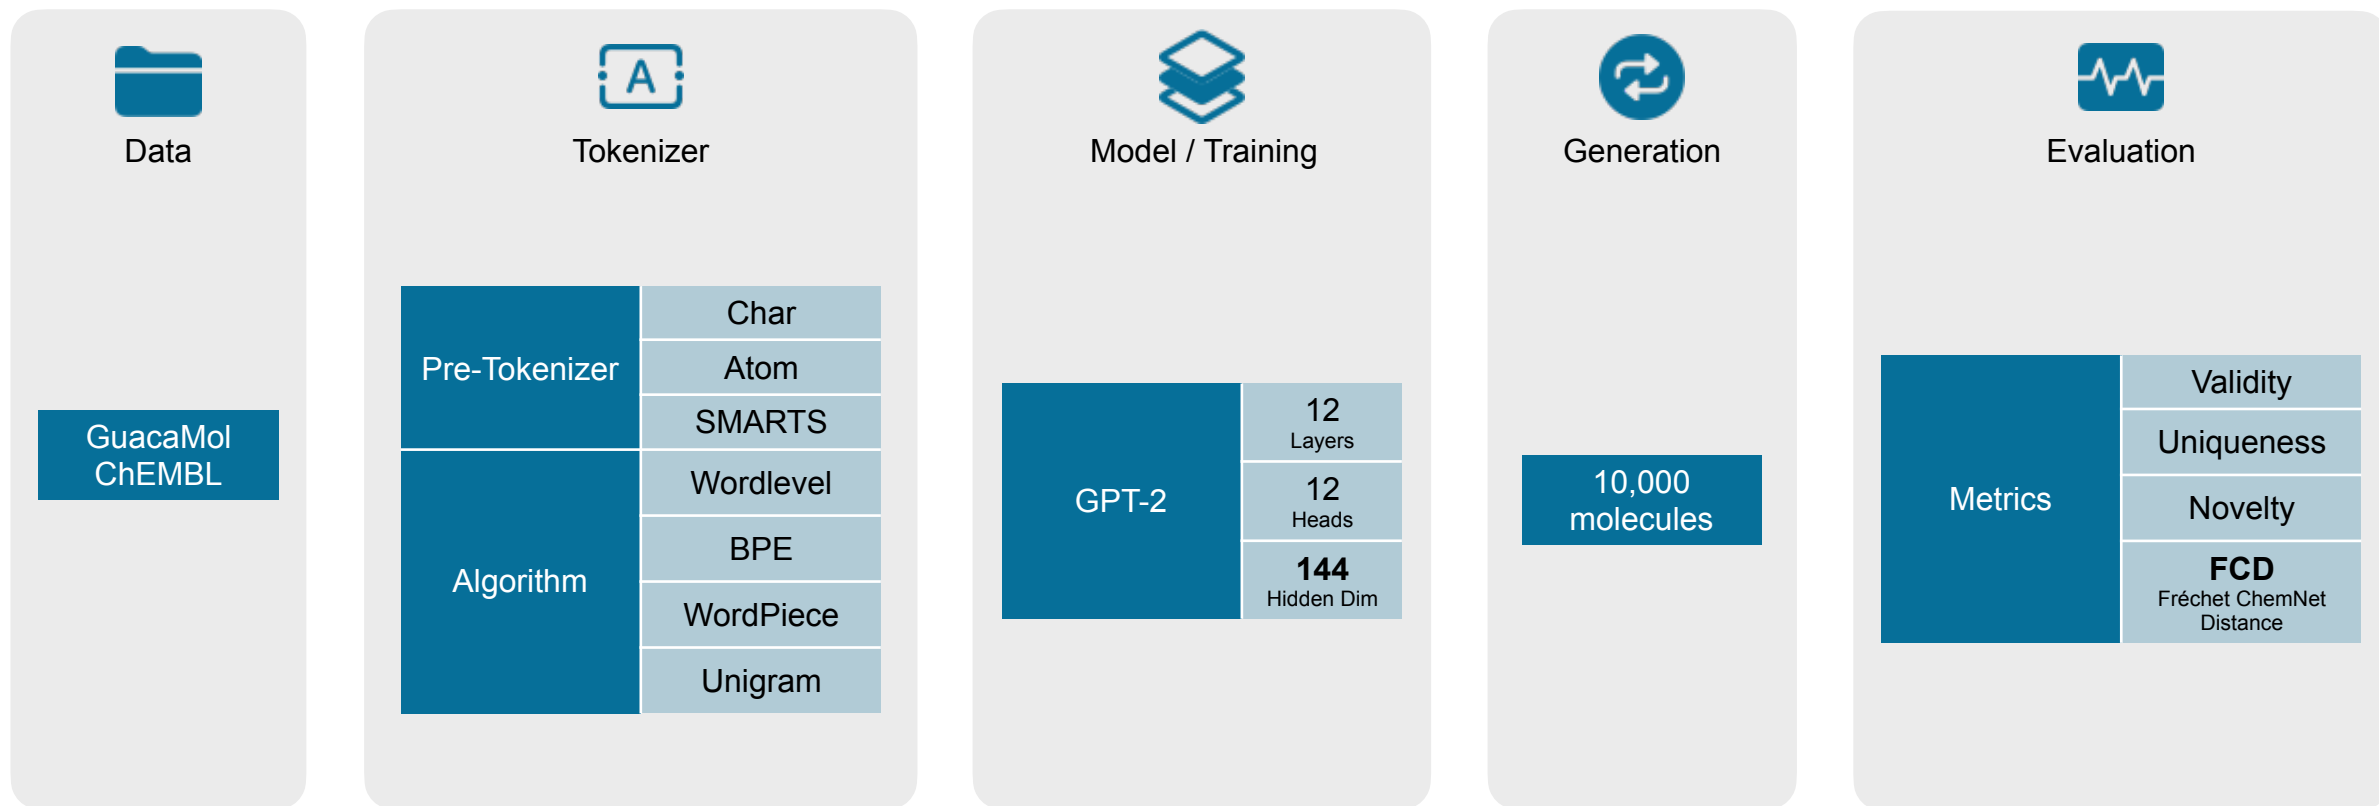 Data
GuacaMol
ChEMBL
A
Tokenizer
Pre-Tokenizer
Char
Atom
SMARTS
Algorithm
Wordlevel
BPE
WordPiece
Unigram
Model / Training
GPT-2
12
Layers
12
Heads
144
Hidden Dim
Generation
10,000
molecules
Evaluation
Metrics
Validity
Uniqueness
Novelty
FCD
Fréchet ChemNet
Distance